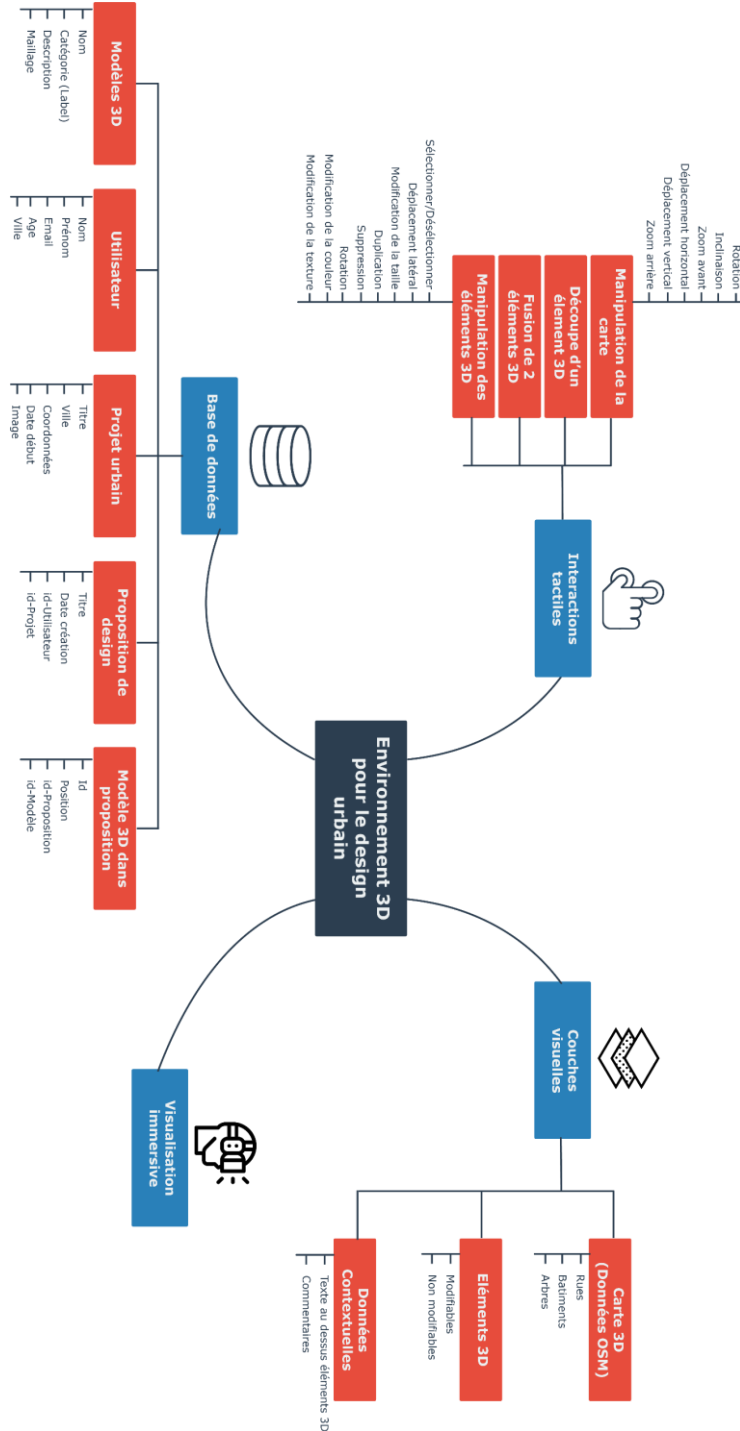 Rotation
Inclinaison
Zoom avant
Déplacement horizontal
Déplacement vertical
Zoom arrière
Manipulation de la
carte
Découpe d'un
élement 3D
Fusion de 2
éléments 3D
Manipulation des
éléments 3D
Sélectionner/Désélectionner
Déplacement latéral
Modification de la taille
Duplication
Suppression
Rotation
Modification de la couleur
Modification de la texture
Interactions
tactiles
Couches
visuelles
Carte 3D
(Données OSM)
Rues
Batiments
Arbres
Eléments 3D
Modifiables
Non modifiables
Données
Contextuelles
Texte au dessus éléments 3D
Commentaires
Environnement 3D
pour le design
urbain
Base de données
Visualisation
immersive
Modèles 3D
Nom
Catégorie (Label)
Description
Maillage
Utilisateur
Nom
Prénom
Email
Age
Ville
Projet urbain
Titre
Ville
Coordonnées
Date début
Image
Proposition de
design
Titre
Date création
id-Utilisateur
id-Projet
Modèle 3D dans
proposition
Id
Position
id-Proposition
id-Modèle